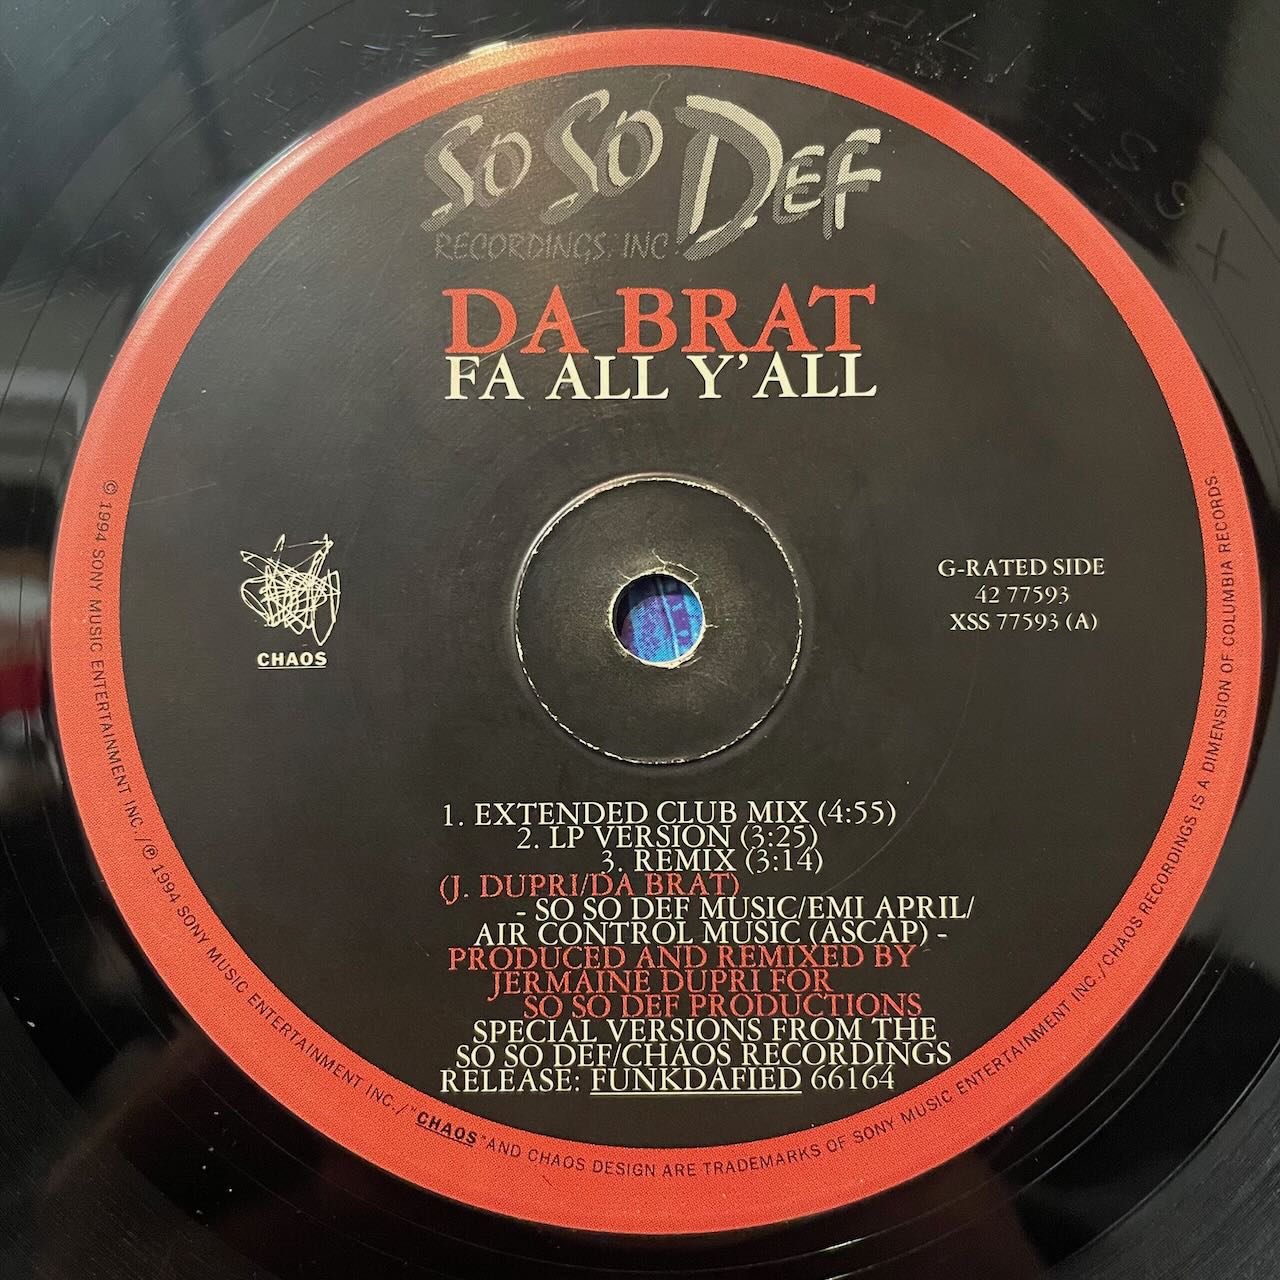 SO SO DEF
RECORDINGS, INC
DA BRAT
FA ALL Y'ALL
CHAOS
G-RATED SIDE
42 77593
XSS 77593 (A)
1. EXTENDED CLUB MIX (4:55)
2. LP VERSION (3:25)
3. REMIX (3:14)
(J. DUPRI/DA BRAT)
- SO SO DEF MUSIC/EMI APRIL/
AIR CONTROL MUSIC (ASCAP) -
PRODUCED AND REMIXED BY
JERMAINE DUPRI FOR
SO SO DEF PRODUCTIONS
SPECIAL VERSIONS FROM THE
SO SO DEF/CHAOS RECORDINGS
RELEASE: FUNKDAFIED 66164
© 1994 SONY MUSIC ENTERTAINMENT INC./℗ 1994 SONY MUSIC ENTERTAINMENT INC./"CHAOS" AND CHAOS DESIGN ARE TRADEMARKS OF SONY MUSIC ENTERTAINMENT INC./CHAOS RECORDINGS IS A DIMENSION OF COLUMBIA RECORDS.